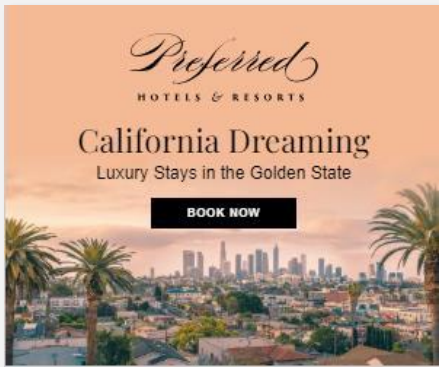 Preferred
HOTELS & RESORTS
California Dreaming
Luxury Stays in the Golden State
BOOK NOW